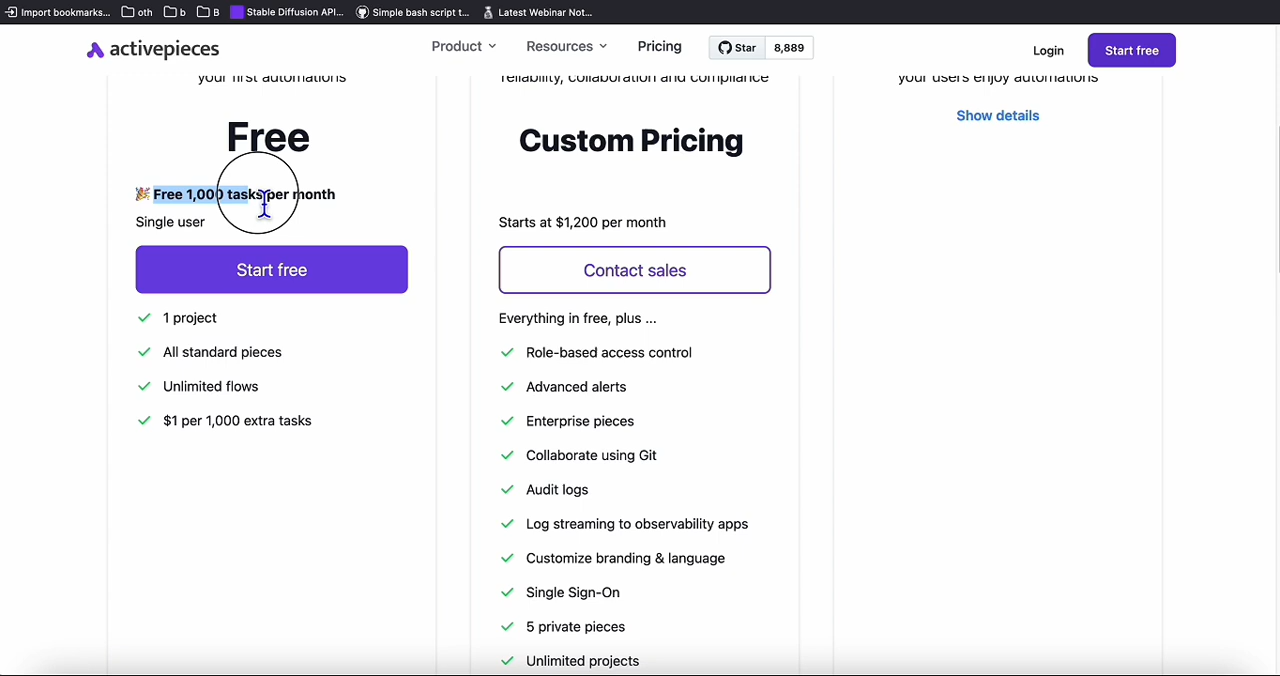 Import bookmarks... oth b B Stable Diffusion API... Simple bash script t... Latest Webinar Not...
activepieces Product Resources Pricing Star 8,889 Login Start free
your first automations
reliability, collaboration and compliance
your users enjoy automations
Free
🎉 Free 1,000 tasks per month
Single user
Start free
1 project
All standard pieces
Unlimited flows
$1 per 1,000 extra tasks
Custom Pricing
Starts at $1,200 per month
Contact sales
Everything in free, plus ...
Role-based access control
Advanced alerts
Enterprise pieces
Collaborate using Git
Audit logs
Log streaming to observability apps
Customize branding & language
Single Sign-On
5 private pieces
Unlimited projects
Show details